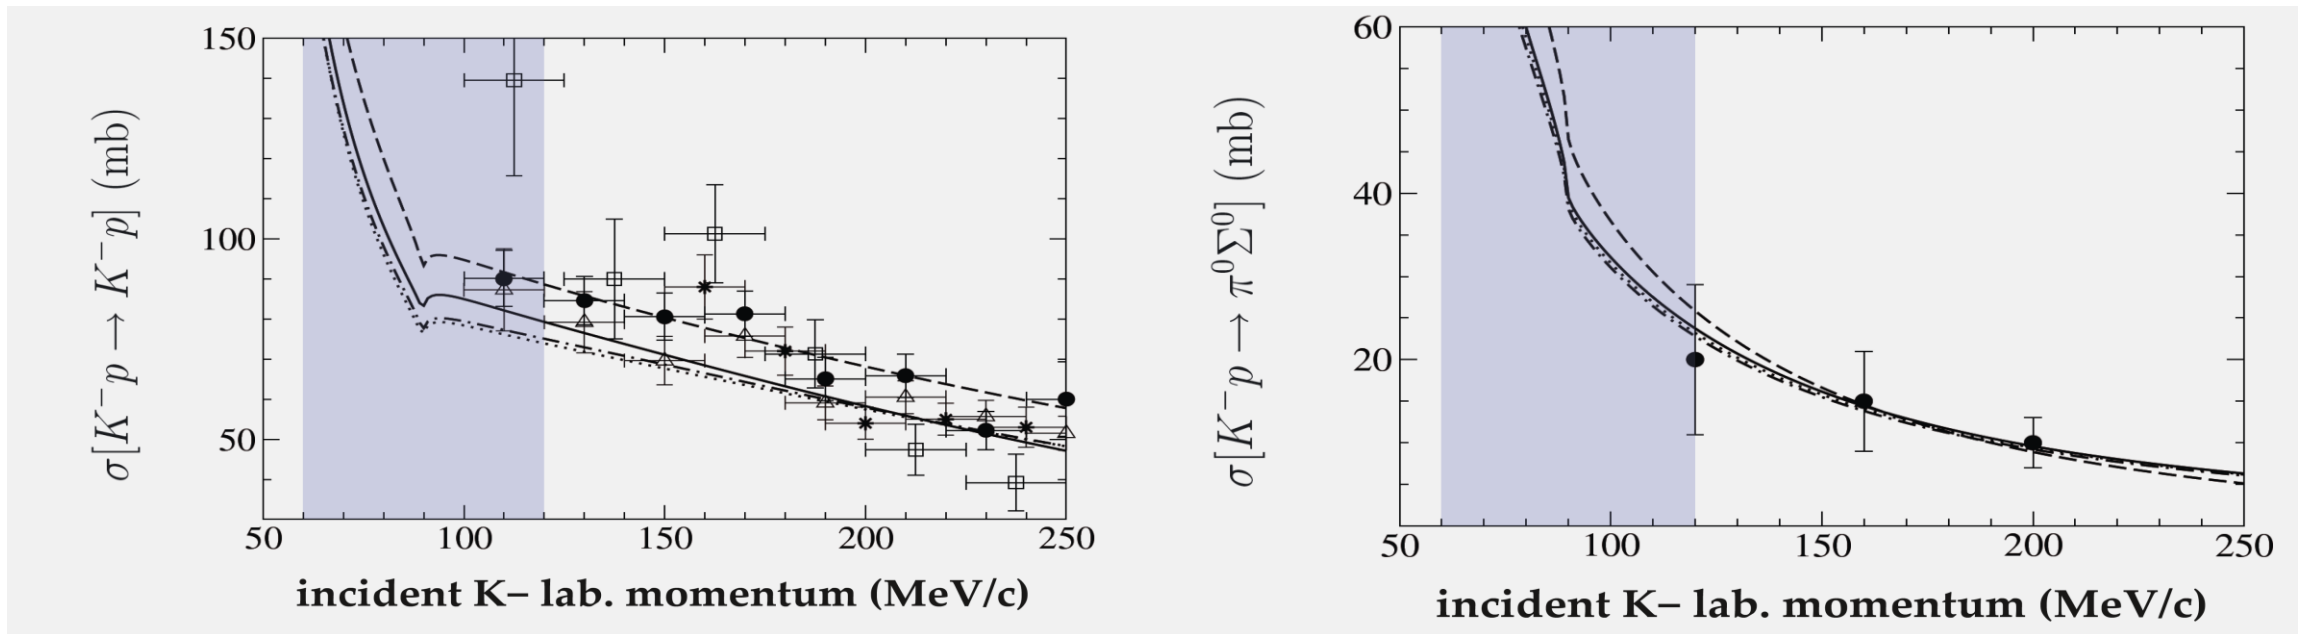 150
100
50
50 100 150 200 250
σ[K⁻p → K⁻p] (mb)
incident K– lab. momentum (MeV/c)
60
40
20
50 100 150 200 250
σ[K⁻p → π⁰Σ⁰] (mb)
incident K– lab. momentum (MeV/c)